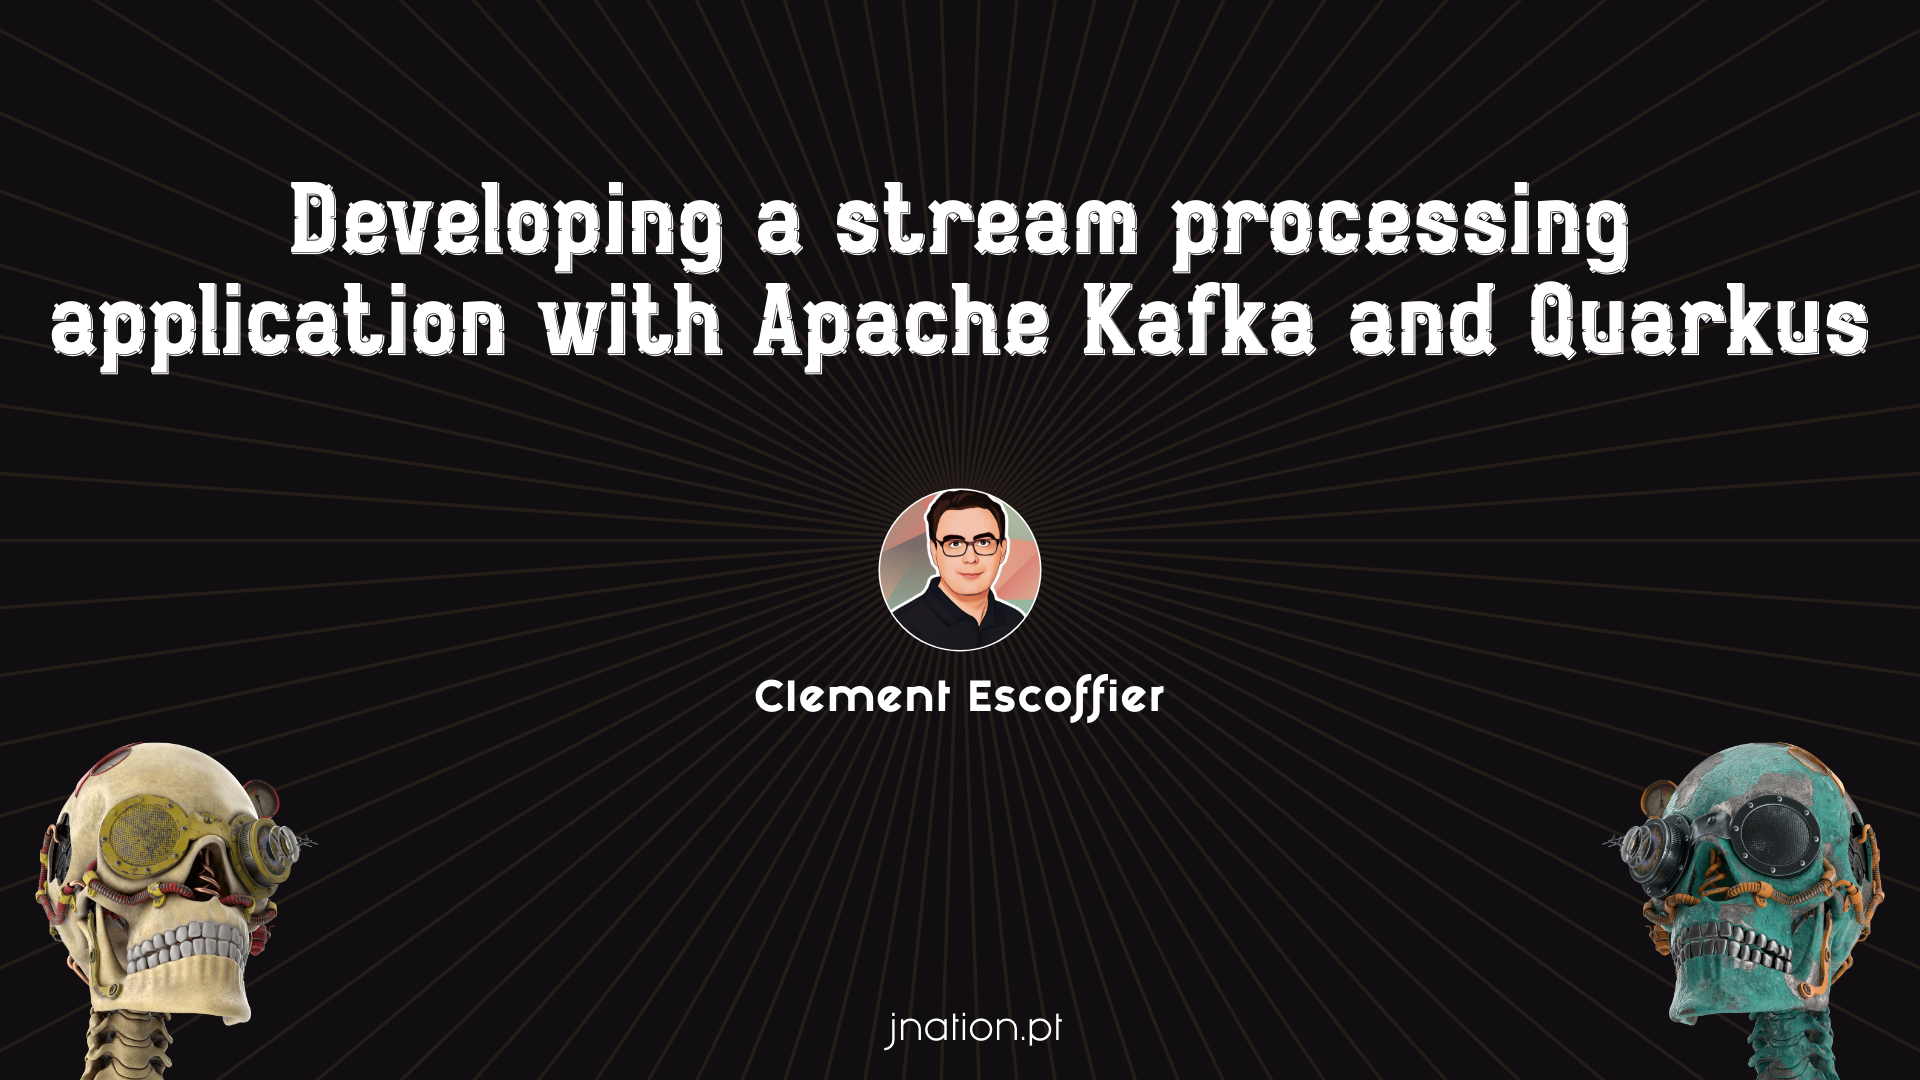 Developing a stream processing
application with Apache Kafka and Quarkus
Clement Escoffier
jnation.pt